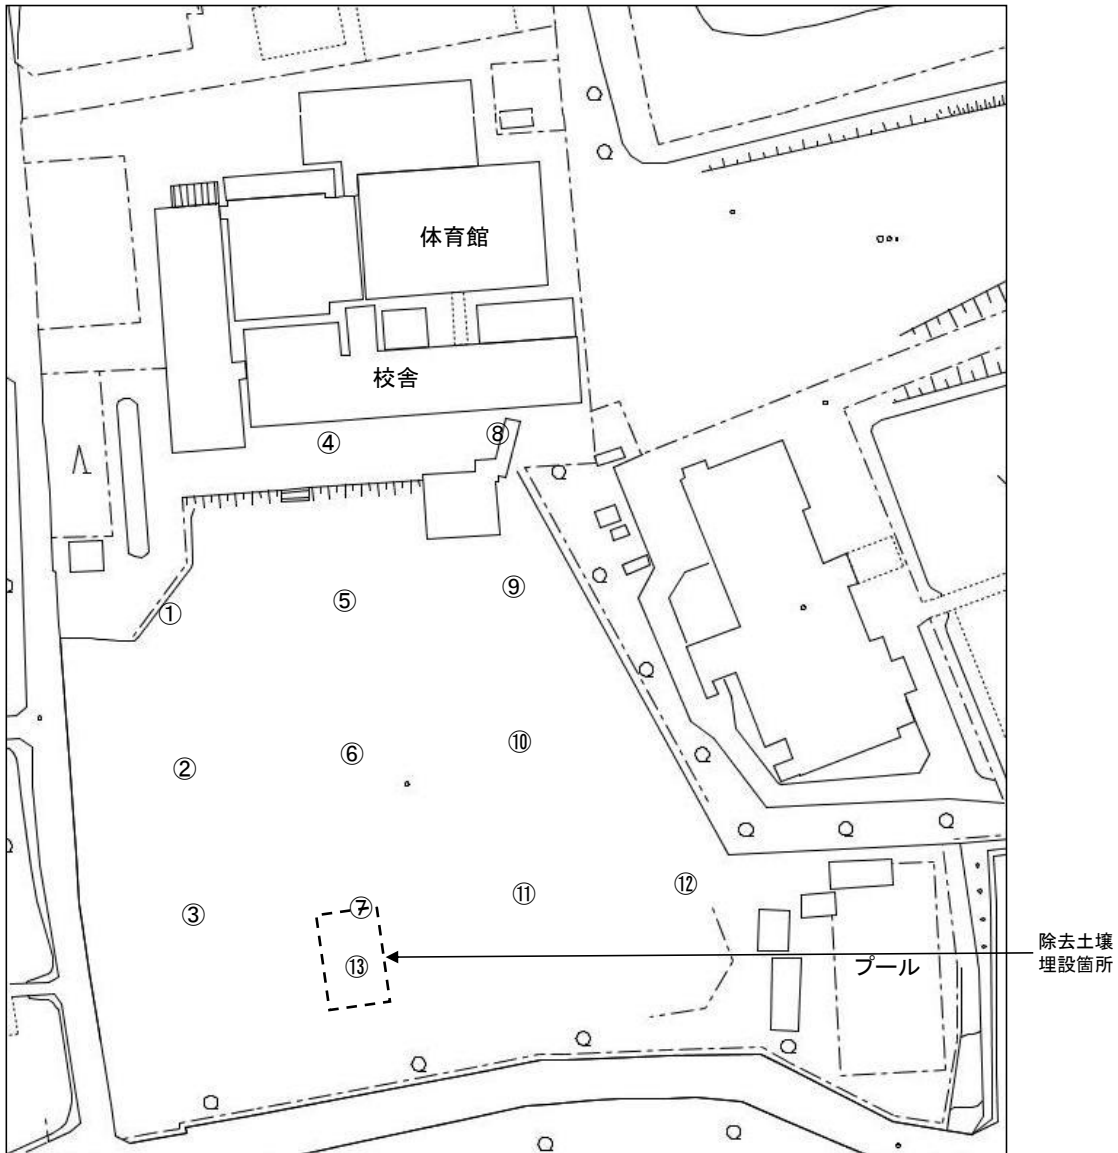 体育館
校舎
④
⑧
①
⑤
⑨
②
⑥
⑩
③
⑦
⑪
⑫
⑬
プール
除去土壌
埋設箇所